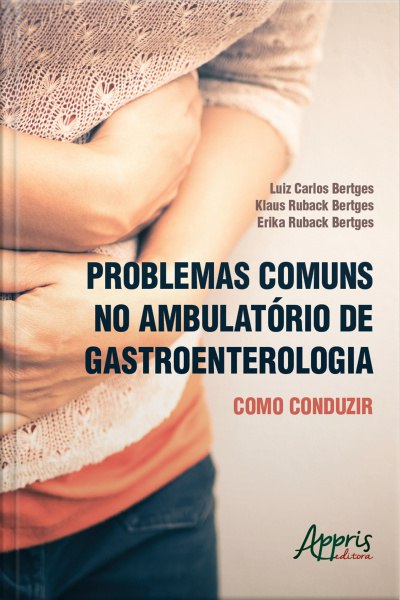 Luiz Carlos Bertges
Klaus Ruback Bertges
Erika Ruback Bertges
PROBLEMAS COMUNS
NO AMBULATÓRIO DE
GASTROENTEROLOGIA
COMO CONDUZIR
Appris
editora